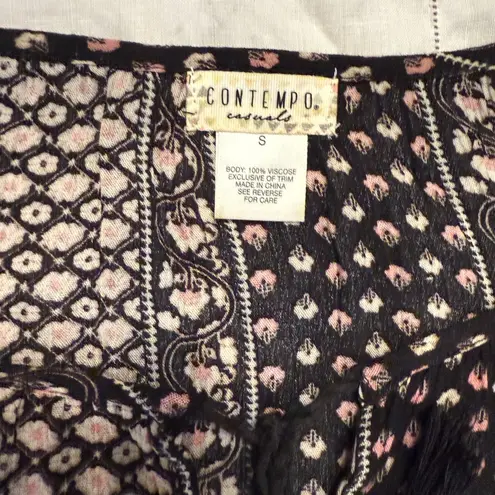 CONTEMPO
casuals
S
BODY: 100% VISCOSE
EXCLUSIVE OF TRIM
MADE IN CHINA
SEE REVERSE
FOR CARE